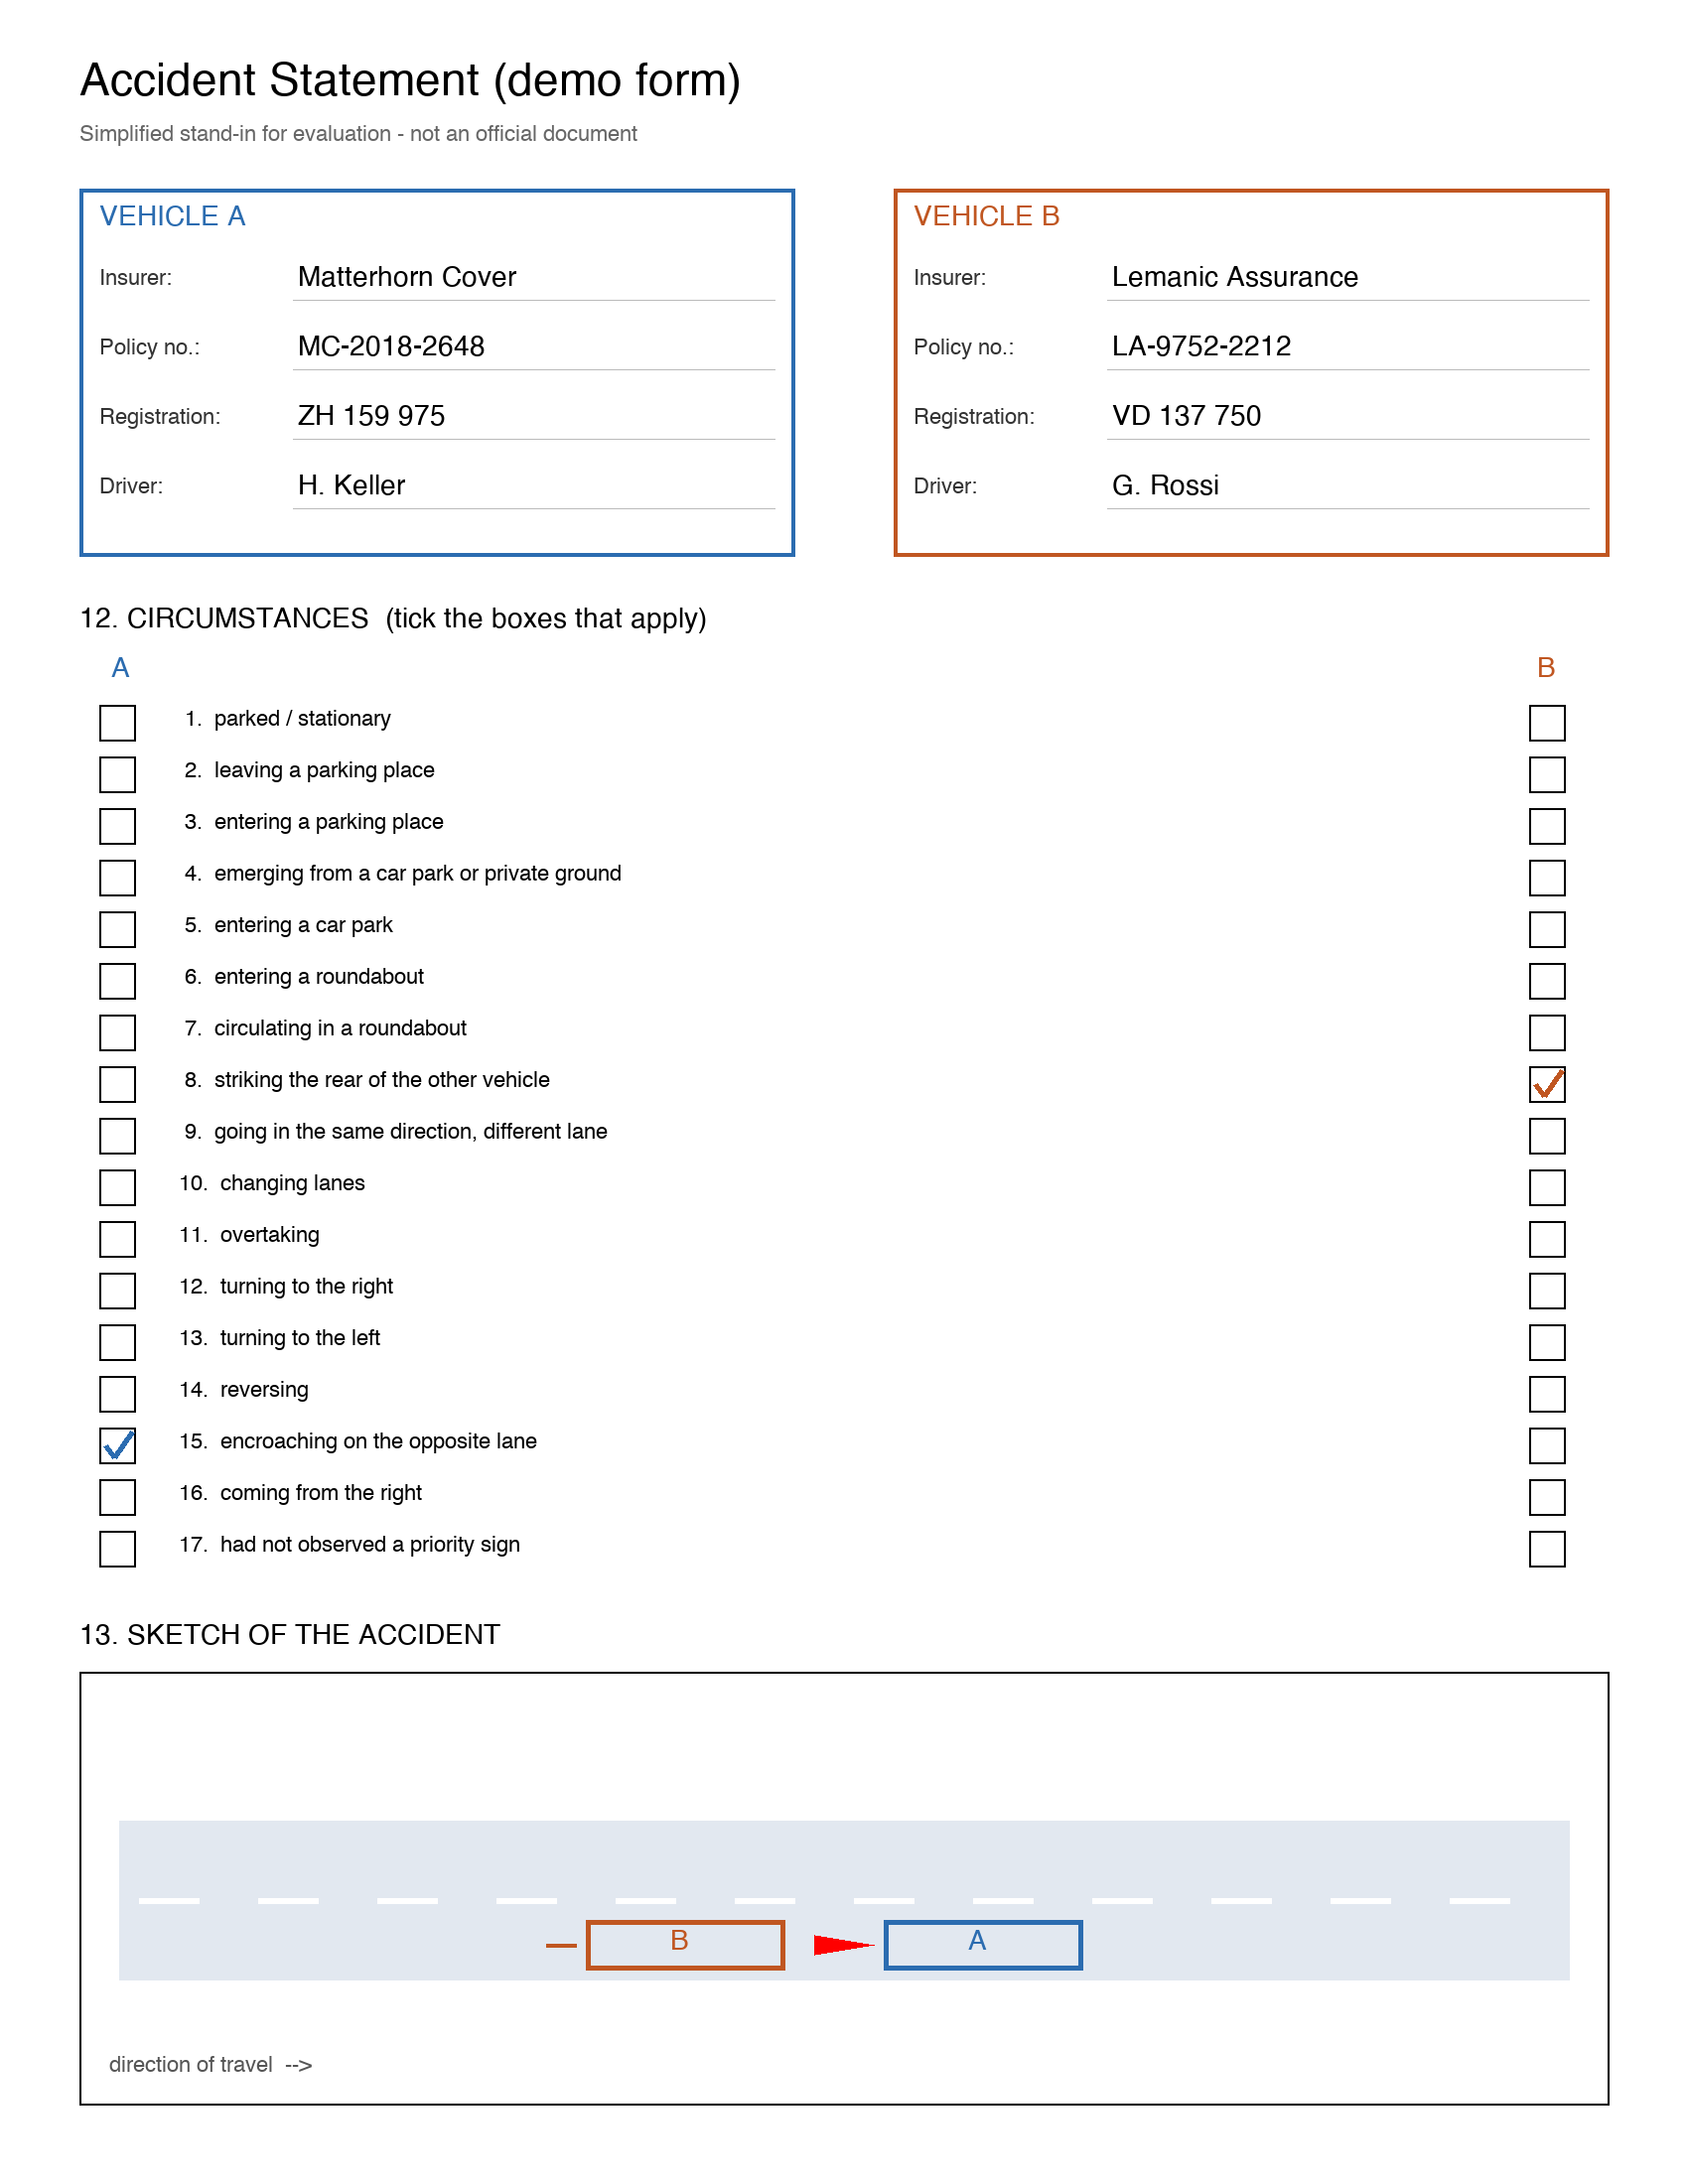 Accident Statement (demo form)
Simplified stand-in for evaluation - not an official document
VEHICLE A
Insurer: Matterhorn Cover
Policy no.: MC-2018-2648
Registration: ZH 159 975
Driver: H. Keller
VEHICLE B
Insurer: Lemanic Assurance
Policy no.: LA-9752-2212
Registration: VD 137 750
Driver: G. Rossi
12. CIRCUMSTANCES (tick the boxes that apply)
A B
1. parked / stationary
2. leaving a parking place
3. entering a parking place
4. emerging from a car park or private ground
5. entering a car park
6. entering a roundabout
7. circulating in a roundabout
8. striking the rear of the other vehicle
9. going in the same direction, different lane
10. changing lanes
11. overtaking
12. turning to the right
13. turning to the left
14. reversing
15. encroaching on the opposite lane
16. coming from the right
17. had not observed a priority sign
13. SKETCH OF THE ACCIDENT
B A
direction of travel -->